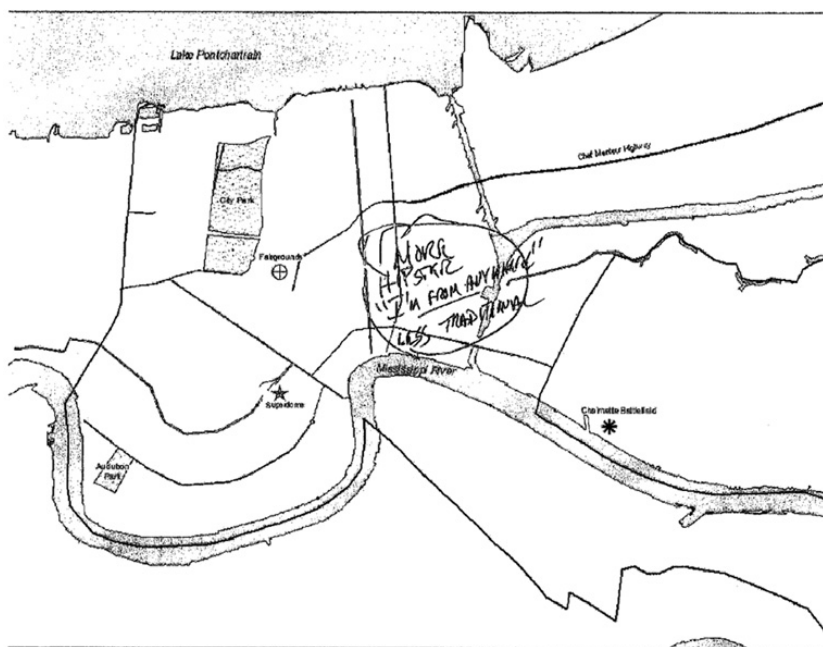 Lake Pontchartrain
Chef Menteur Highway
City Park
Fairgrounds
MORE
HIPSTER
"I'M FROM ANYWHERE"
LESS TRADITIONAL
Mississippi River
Superdome
Chalmette Battlefield
Audubon
Park